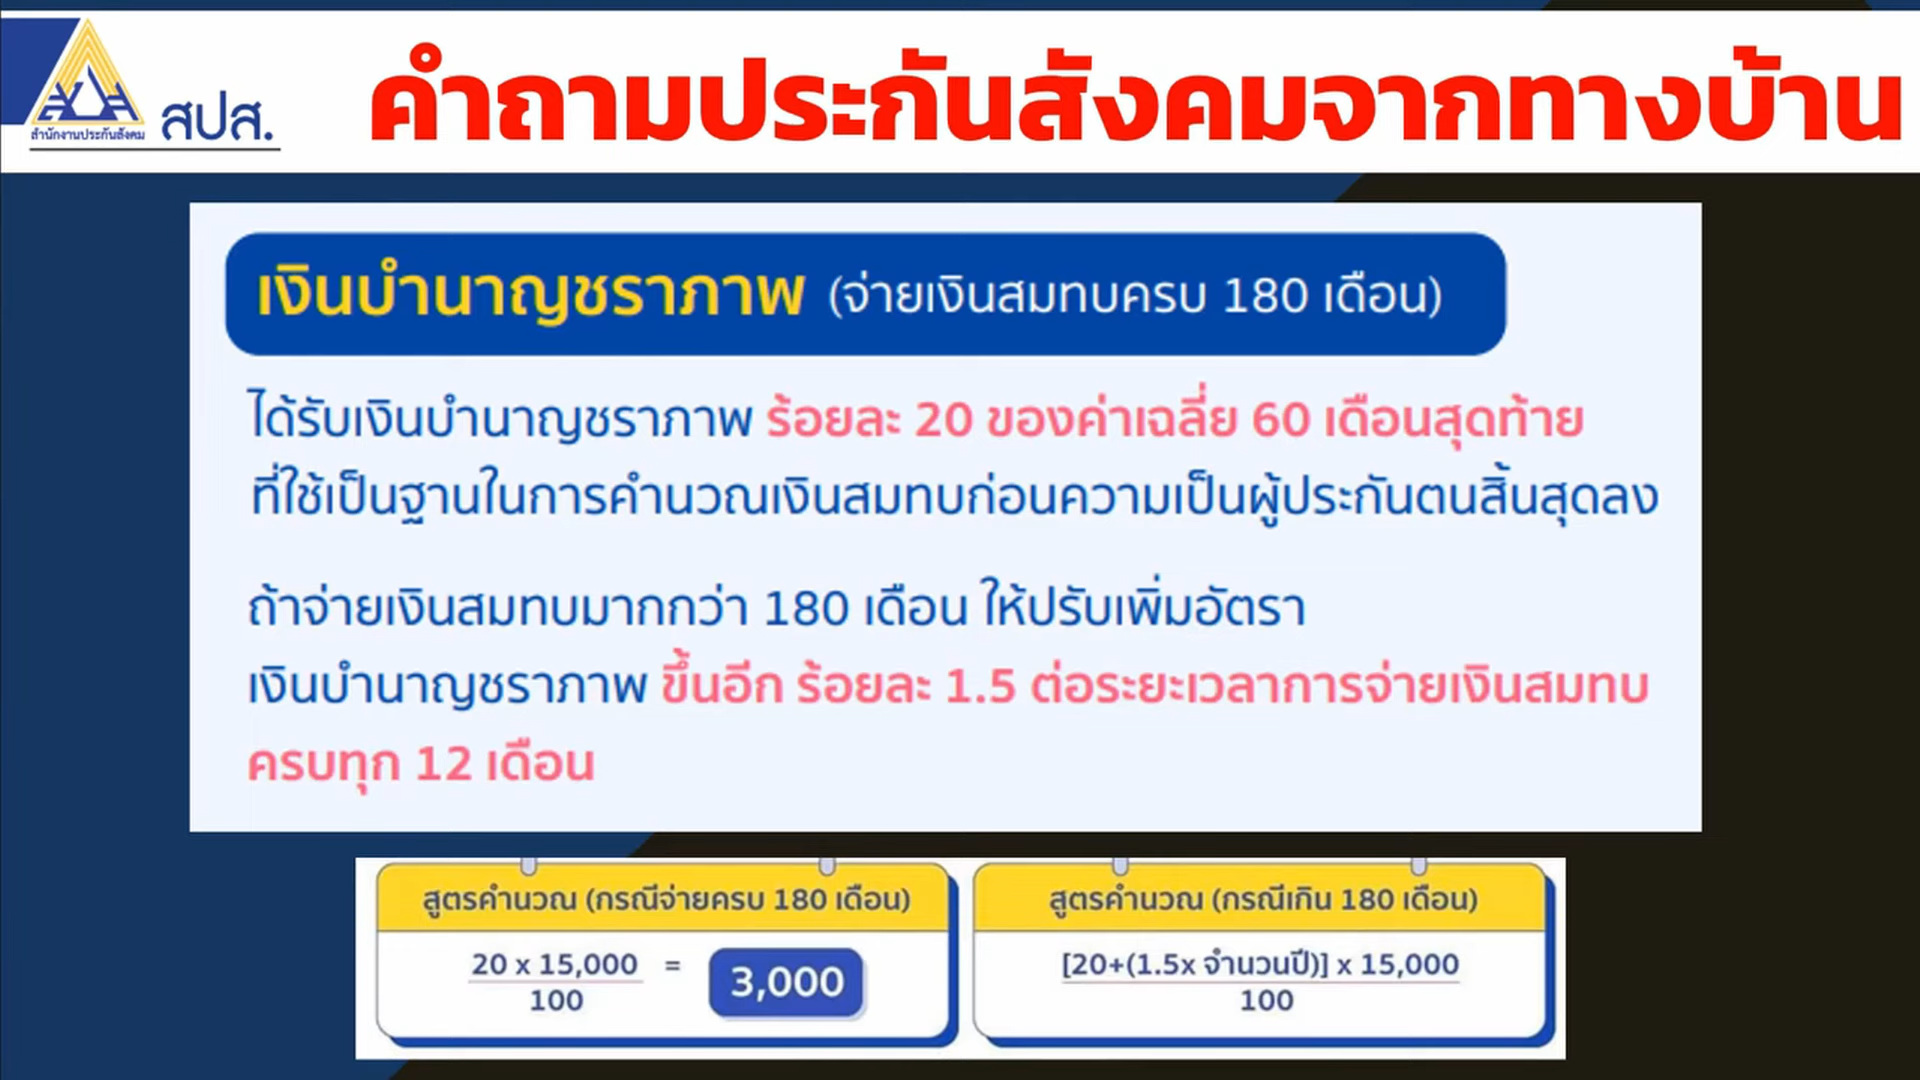 สำนักงานประกันสังคม
สปส.
คำถามประกันสังคมจากทางบ้าน
เงินบำนาญชราภาพ (จ่ายเงินสมทบครบ 180 เดือน)
ได้รับเงินบำนาญชราภาพ ร้อยละ 20 ของค่าเฉลี่ย 60 เดือนสุดท้าย
ที่ใช้เป็นฐานในการคำนวณเงินสมทบก่อนความเป็นผู้ประกันตนสิ้นสุดลง
ถ้าจ่ายเงินสมทบมากกว่า 180 เดือน ให้ปรับเพิ่มอัตรา
เงินบำนาญชราภาพ ขึ้นอีก ร้อยละ 1.5 ต่อระยะเวลาการจ่ายเงินสมทบ
ครบทุก 12 เดือน
สูตรคำนวณ (กรณีจ่ายครบ 180 เดือน)
20 x 15,000
100
=
3,000
สูตรคำนวณ (กรณีเกิน 180 เดือน)
[20+(1.5x จำนวนปี)] x 15,000
100